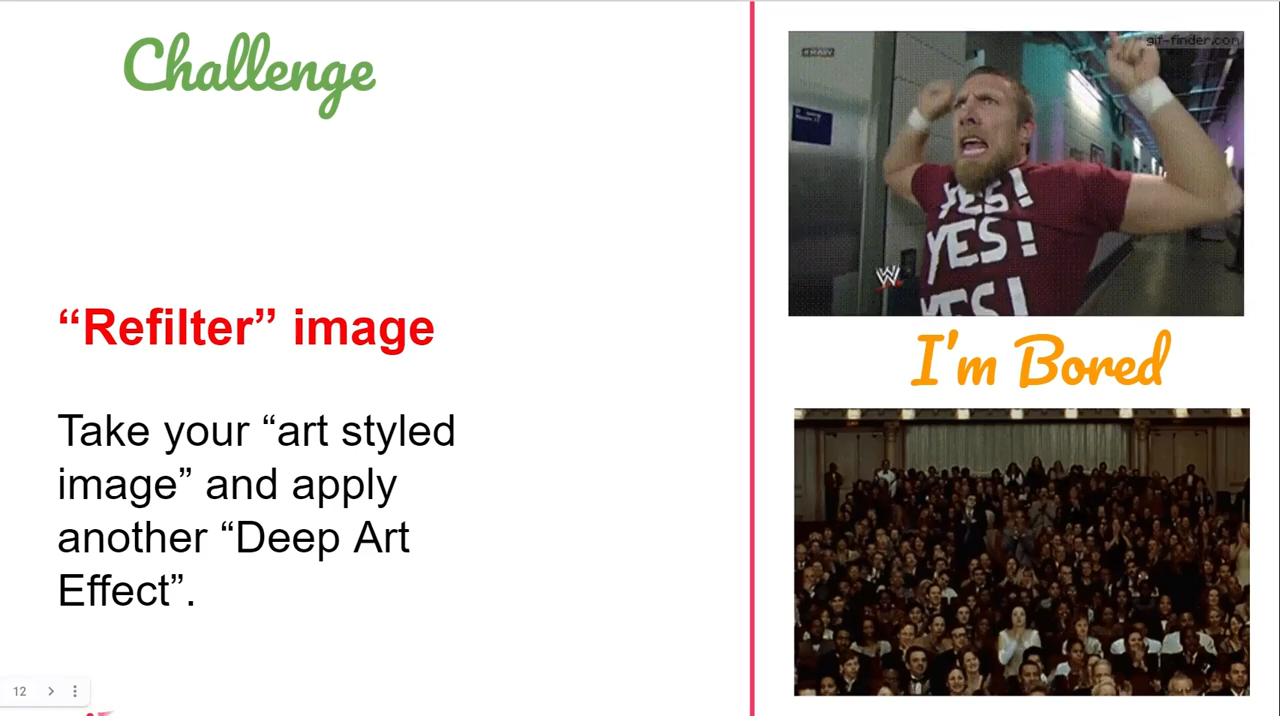 Challenge
“Refilter” image
Take your “art styled
image” and apply
another “Deep Art
Effect”.
12
gif-finder.com
YES!
YES!
YES!
W
I'm Bored